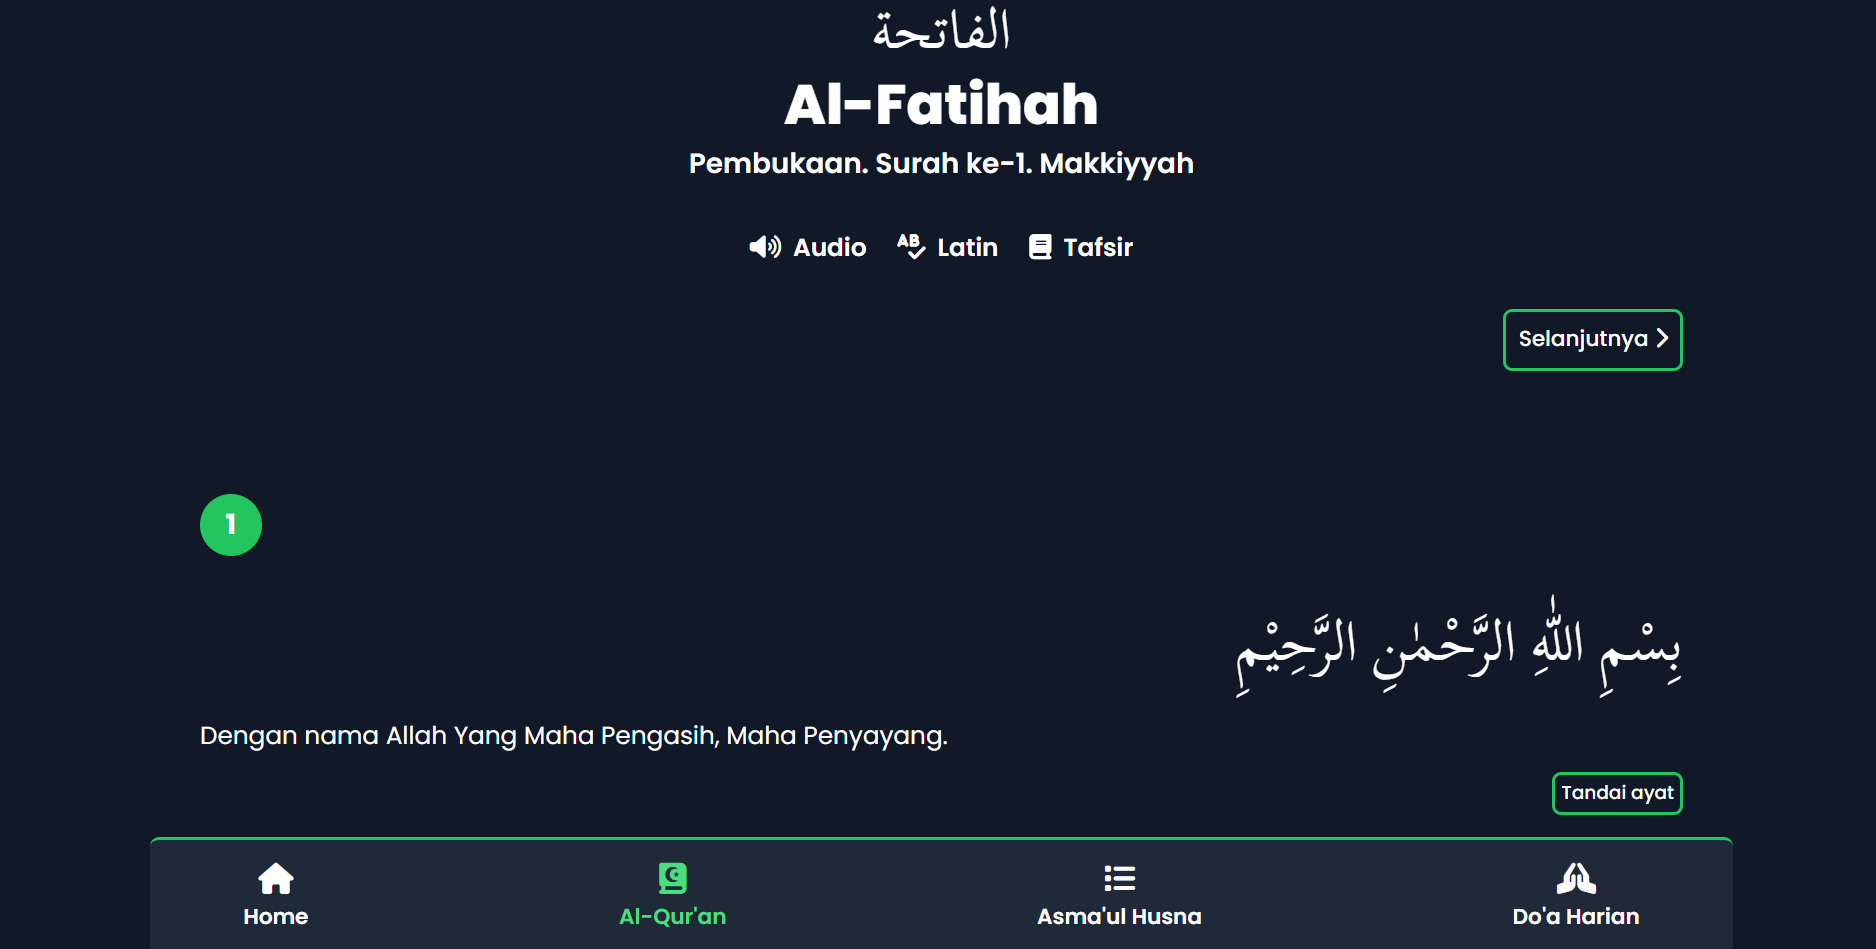 الفاتحة
Al-Fatihah
Pembukaan. Surah ke-1. Makkiyyah
Audio Latin Tafsir
Selanjutnya
1
بِسْمِ اللّٰهِ الرَّحْمٰنِ الرَّحِيْمِ
Dengan nama Allah Yang Maha Pengasih, Maha Penyayang.
Tandai ayat
Home Al-Qur'an Asma'ul Husna Do'a Harian